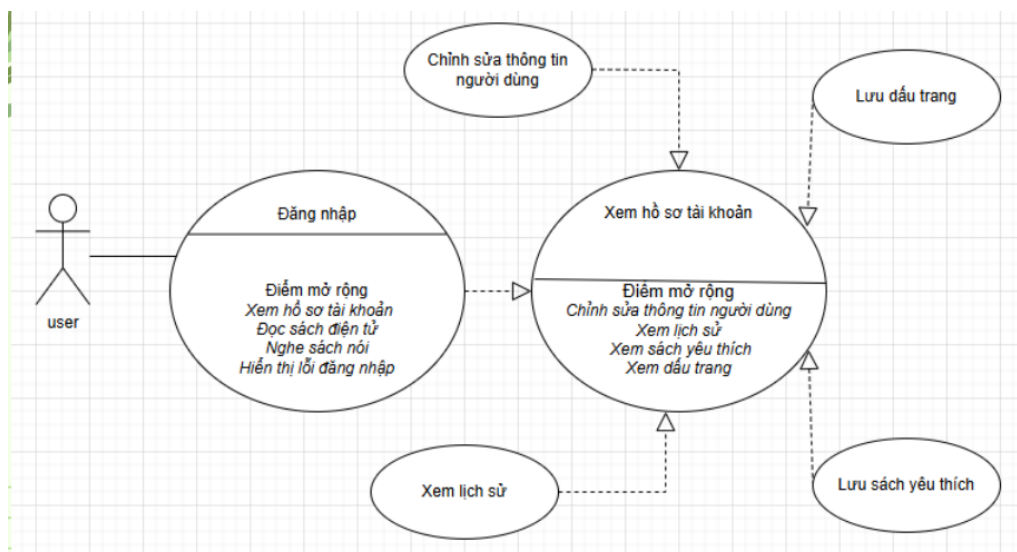 Chỉnh sửa thông tin
người dùng
Lưu dấu trang
Đăng nhập
Xem hồ sơ tài khoản
Điểm mở rộng
Xem hồ sơ tài khoản
Đọc sách điện tử
Nghe sách nói
Hiển thị lỗi đăng nhập
Điểm mở rộng
Chỉnh sửa thông tin người dùng
Xem lịch sử
Xem sách yêu thích
Xem dấu trang
user
Xem lịch sử
Lưu sách yêu thích